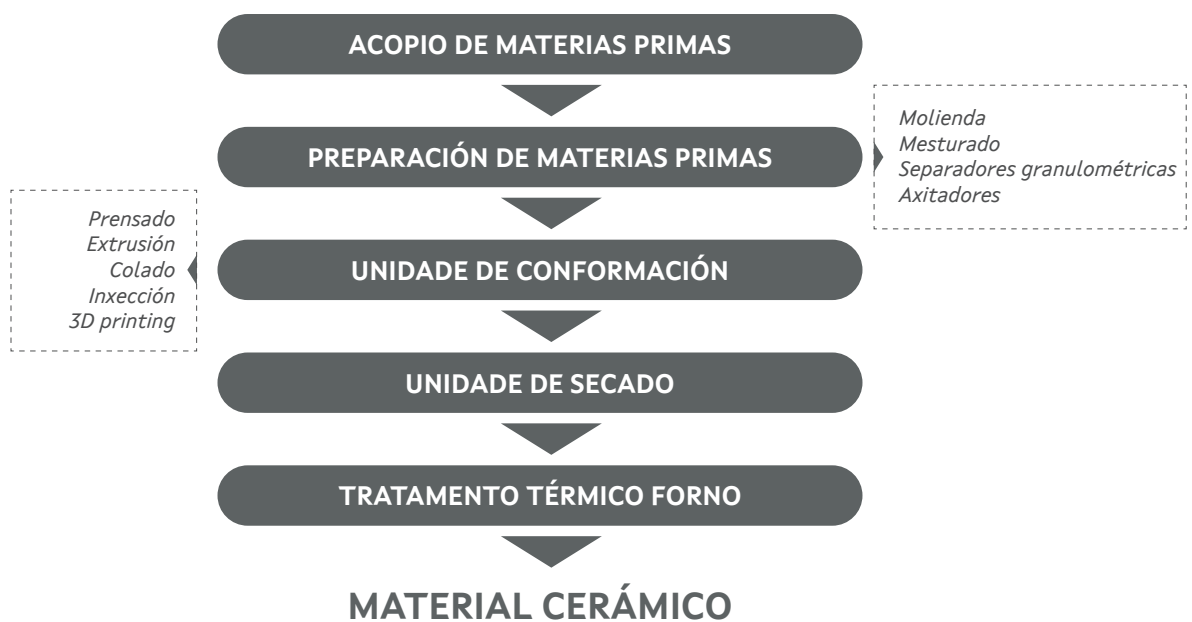 ACOPIO DE MATERIAS PRIMAS
PREPARACIÓN DE MATERIAS PRIMAS
Molienda
Mesturado
Separadores granulométricas
Axitadores
Prensado
Extrusión
Colado
Inxección
3D printing
UNIDADE DE CONFORMACIÓN
UNIDADE DE SECADO
TRATAMENTO TÉRMICO FORNO
MATERIAL CERÁMICO